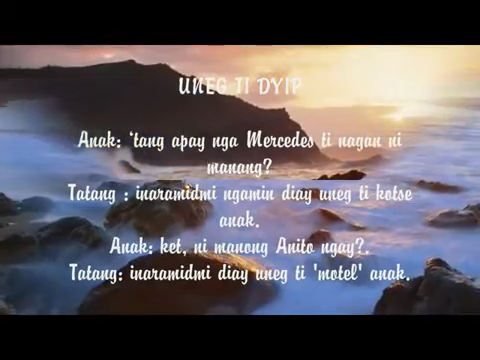 UNEG TI DYIP
Anak: 'tang apay nga Mercedes ti nagan ni
manang?
Tatang : inaramidmi ngamin diay uneg ti kotse
anak.
Anak: ket, ni manong Anito ngay?.
Tatang: inaramidmi diay uneg ti 'motel' anak.